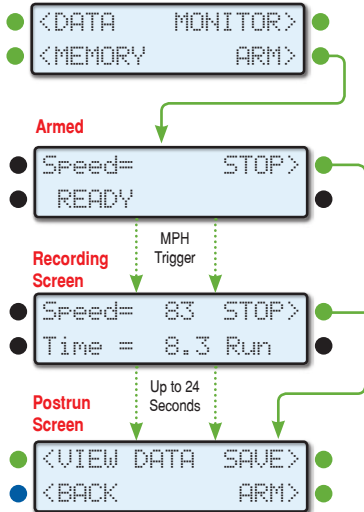 <DATA MONITOR>
<MEMORY ARM>
Armed
Speed= STOP>
READY
MPH
Trigger
Recording
Screen
Speed= 83 STOP>
Time = 8.3 Run
Up to 24
Seconds
Postrun
Screen
<VIEW DATA SAVE>
<BACK ARM>